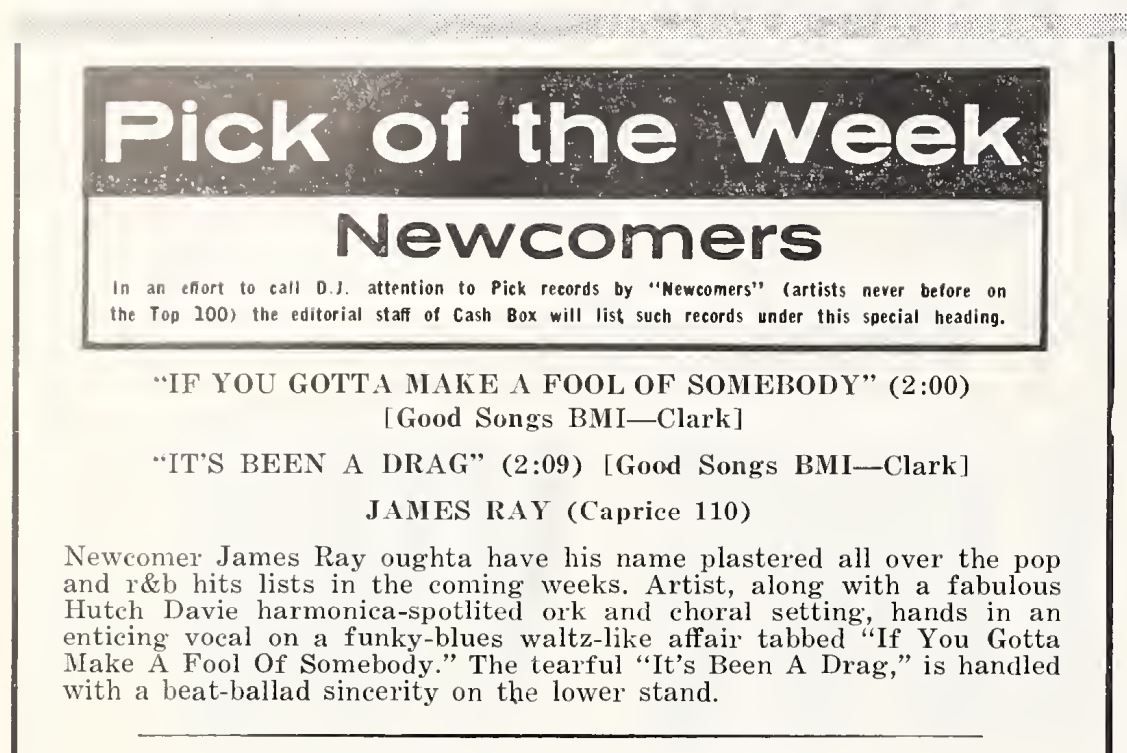 Pick of the Week
Newcomers
In an effort to call D.J. attention to Pick records by "Newcomers" (artists never before on
the Top 100) the editorial staff of Cash Box will list such records under this special heading.
"IF YOU GOTTA MAKE A FOOL OF SOMEBODY" (2:00)
[Good Songs BMI—Clark]
"IT'S BEEN A DRAG" (2:09) [Good Songs BMI—Clark]
JAMES RAY (Caprice 110)
Newcomer James Ray oughta have his name plastered all over the pop
and r&b hits lists in the coming weeks. Artist, along with a fabulous
Hutch Davie harmonica-spotlited ork and choral setting, hands in an
enticing vocal on a funky-blues waltz-like affair tabbed "If You Gotta
Make A Fool Of Somebody." The tearful "It's Been A Drag," is handled
with a beat-ballad sincerity on the lower stand.